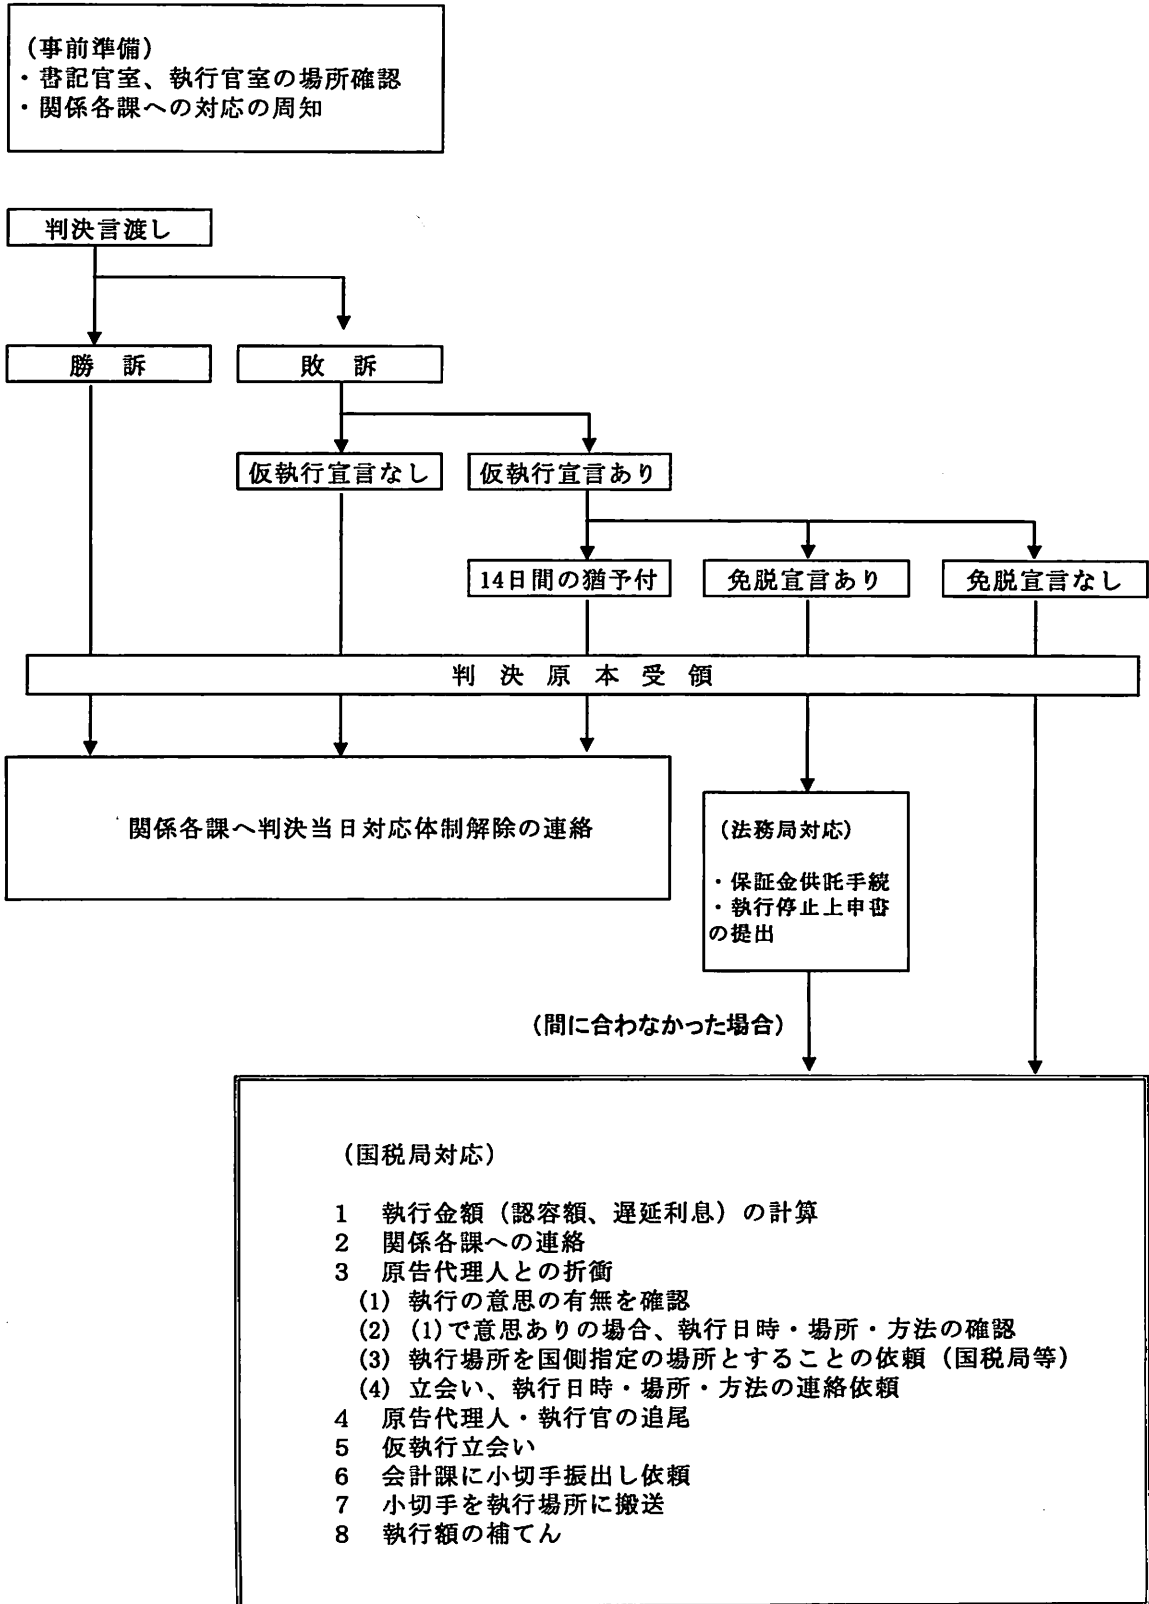 (事前準備)
・書記官室、執行官室の場所確認
・関係各課への対応の周知
判決言渡し
勝　訴
敗　訴
仮執行宣言なし
仮執行宣言あり
14日間の猶予付
免脱宣言あり
免脱宣言なし
判　決　原　本　受　領
関係各課へ判決当日対応体制解除の連絡
(法務局対応)
・保証金供託手続
・執行停止上申書
の提出
(間に合わなかった場合)
(国税局対応)
1　執行金額（認容額、遅延利息）の計算
2　関係各課への連絡
3　原告代理人との折衝
(1) 執行の意思の有無を確認
(2) (1)で意思ありの場合、執行日時・場所・方法の確認
(3) 執行場所を国側指定の場所とすることの依頼（国税局等）
(4) 立会い、執行日時・場所・方法の連絡依頼
4　原告代理人・執行官の追尾
5　仮執行立会い
6　会計課に小切手振出し依頼
7　小切手を執行場所に搬送
8　執行額の補てん